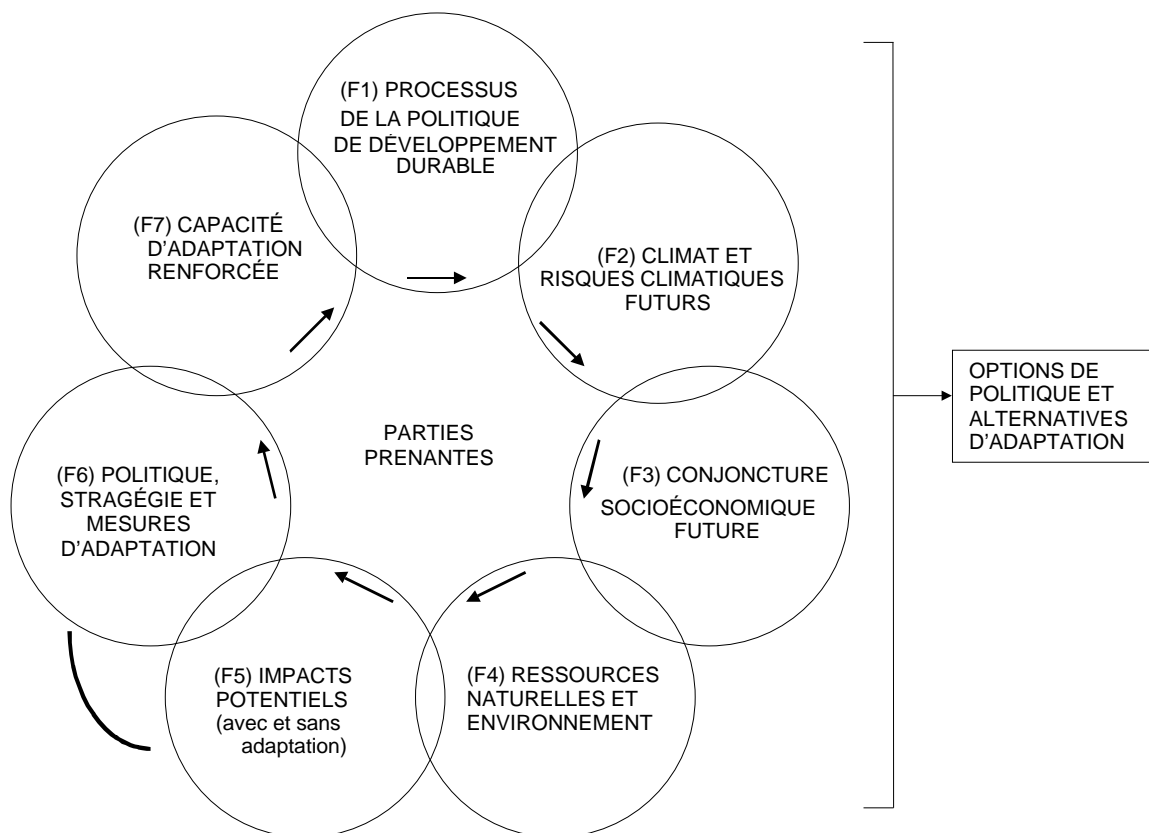 (F1) PROCESSUS
DE LA POLITIQUE
DE DÉVELOPPEMENT
DURABLE
(F2) CLIMAT ET
RISQUES CLIMATIQUES
FUTURS
(F3) CONJONCTURE
SOCIOÉCONOMIQUE
FUTURE
(F4) RESSOURCES
NATURELLES ET
ENVIRONNEMENT
(F5) IMPACTS
POTENTIELS
(avec et sans
adaptation)
(F6) POLITIQUE,
STRAGÉGIE ET
MESURES
D'ADAPTATION
(F7) CAPACITÉ
D'ADAPTATION
RENFORCÉE
PARTIES
PRENANTES
OPTIONS DE
POLITIQUE ET
ALTERNATIVES
D'ADAPTATION